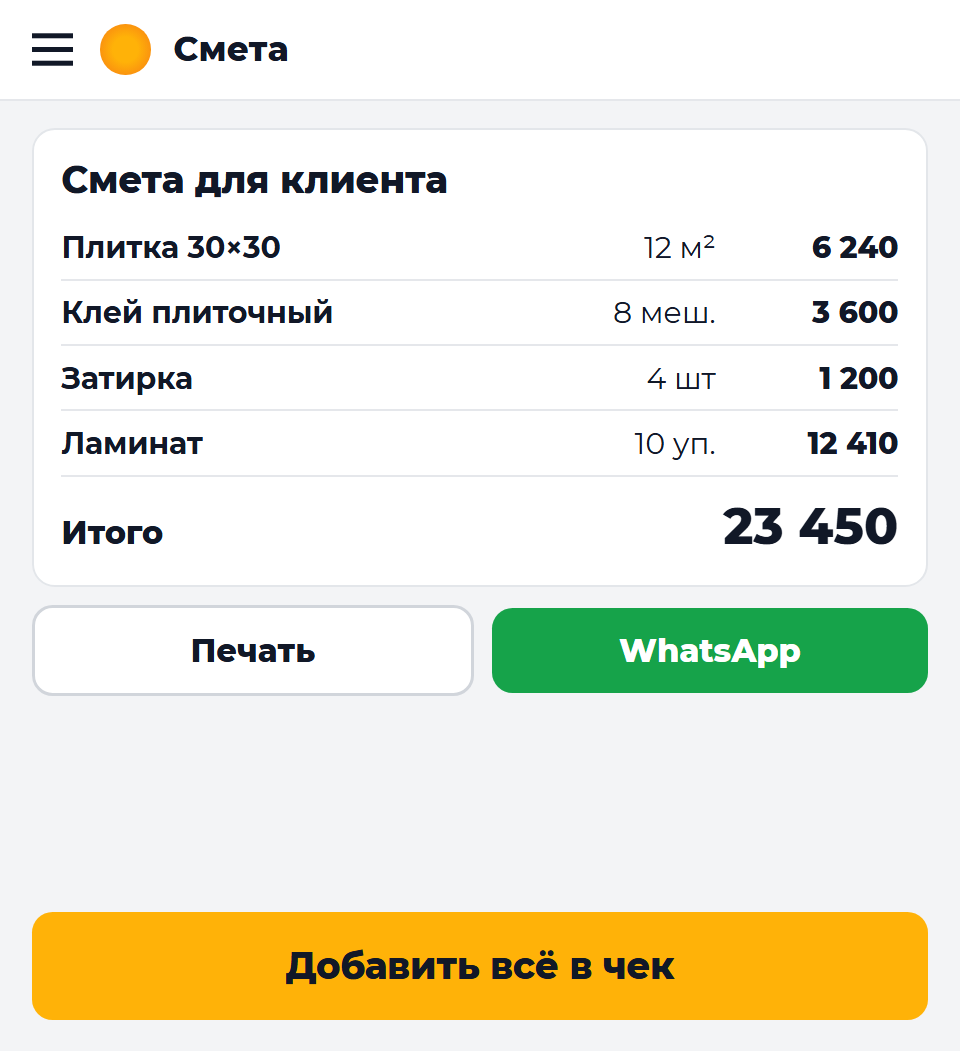 Смета
Смета для клиента
Плитка 30×30 12 м² 6 240
Клей плиточный 8 меш. 3 600
Затирка 4 шт 1 200
Ламинат 10 уп. 12 410
Итого 23 450
Печать WhatsApp
Добавить всё в чек